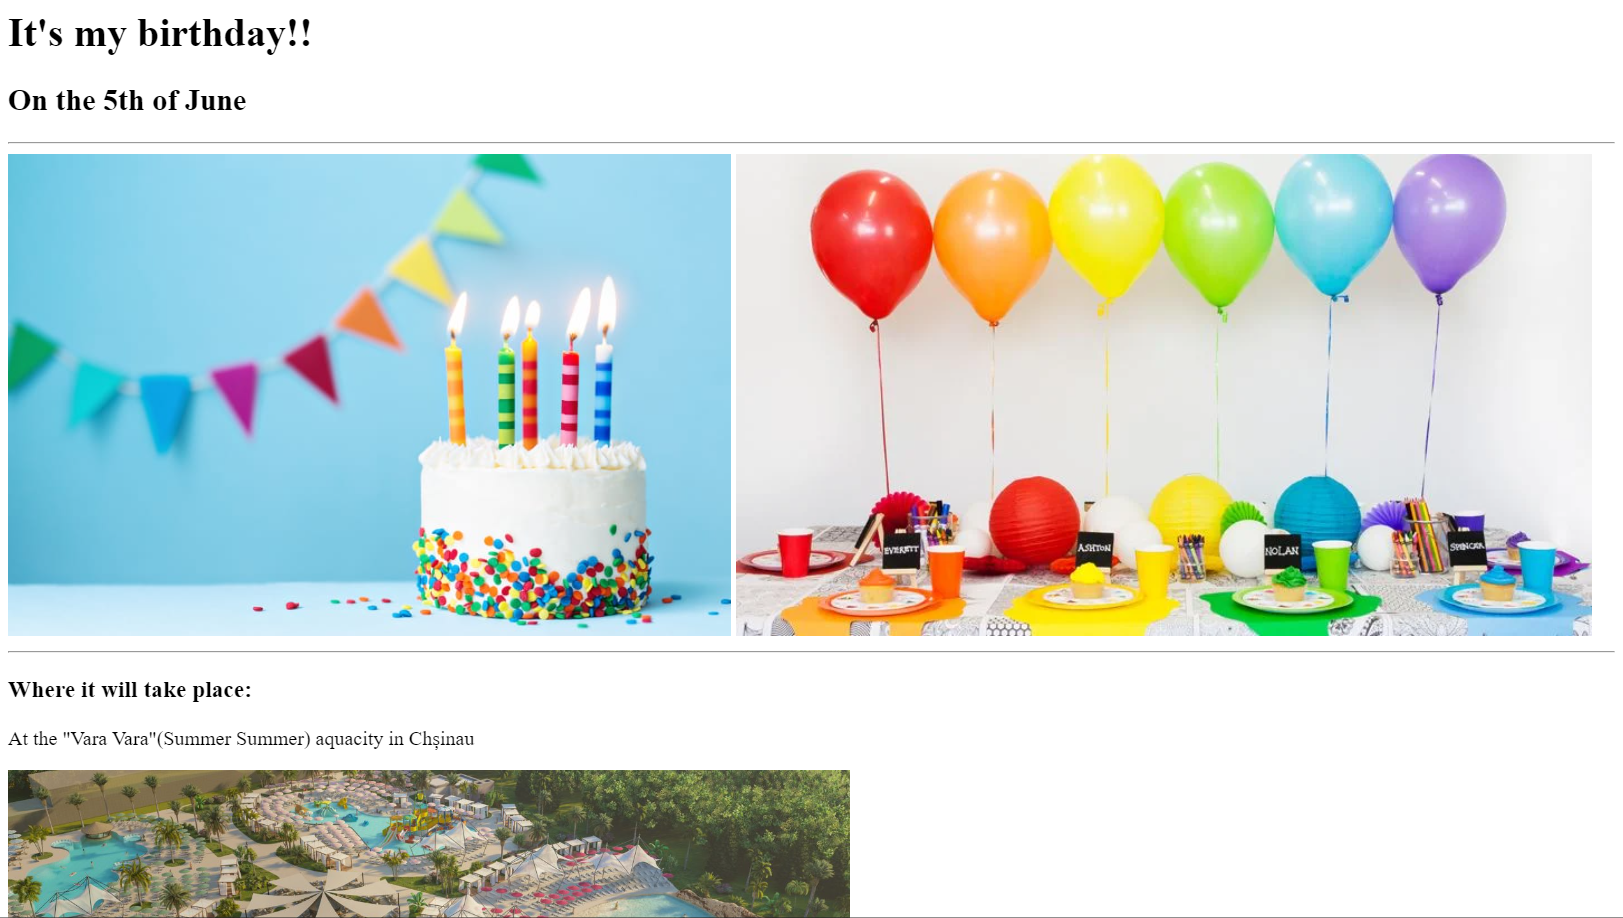 It's my birthday!!
On the 5th of June
EVERETT
ASHTON
NOLAN
SPENCER
Where it will take place:
At the "Vara Vara"(Summer Summer) aquacity in Chșinau